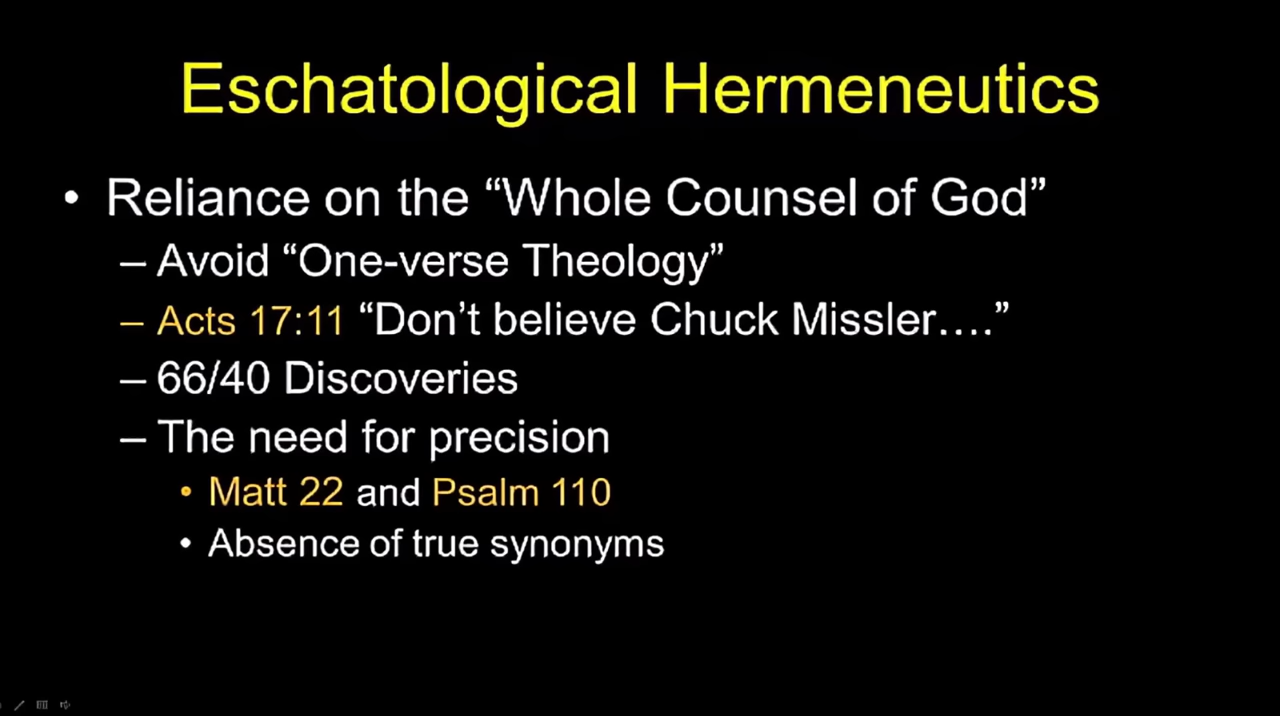 Eschatological Hermeneutics
• Reliance on the “Whole Counsel of God”
– Avoid “One-verse Theology”
– Acts 17:11 “Don’t believe Chuck Missler….”
– 66/40 Discoveries
– The need for precision
• Matt 22 and Psalm 110
• Absence of true synonyms